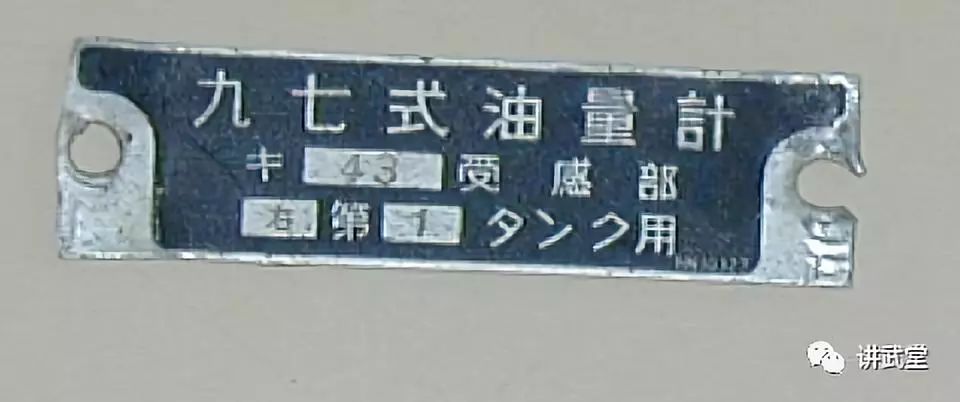 九七式油量計
キ 43 受感部
右 第 1 タンク用
讲武堂